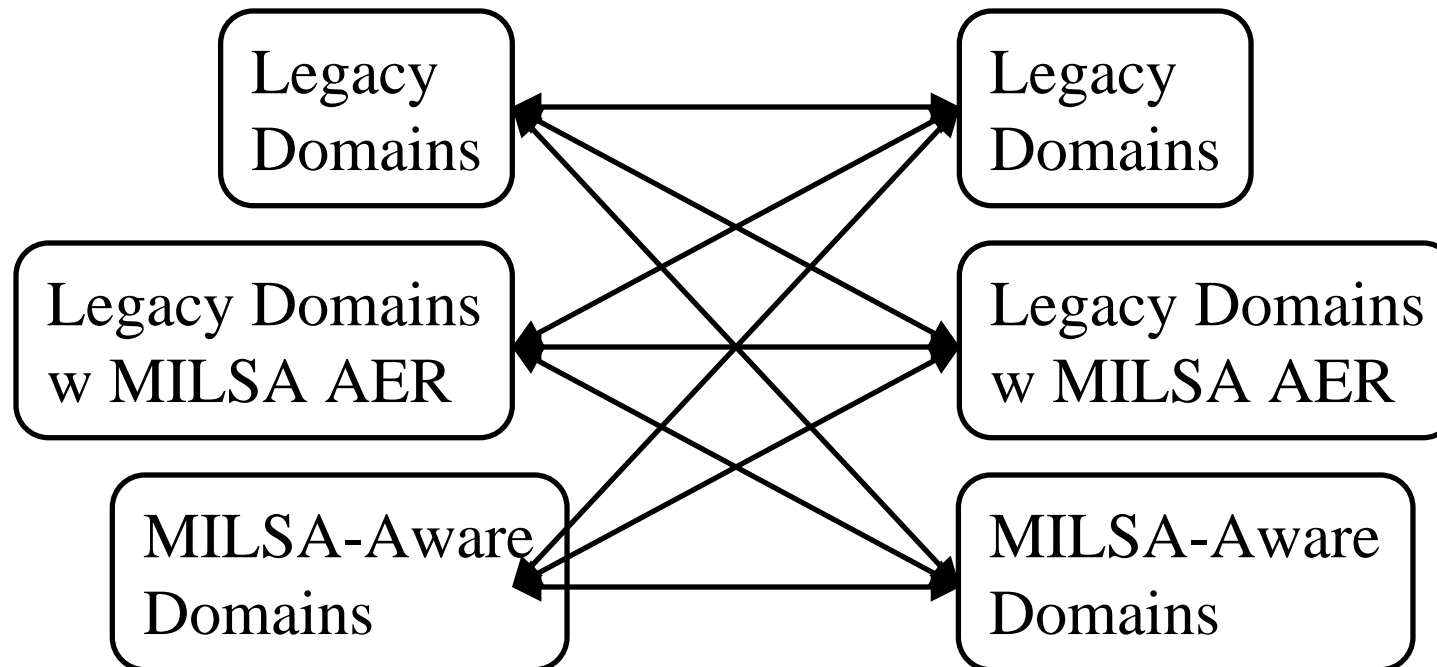 Legacy
Domains
Legacy
Domains
Legacy Domains
w MILSA AER
Legacy Domains
w MILSA AER
MILSA-Aware
Domains
MILSA-Aware
Domains